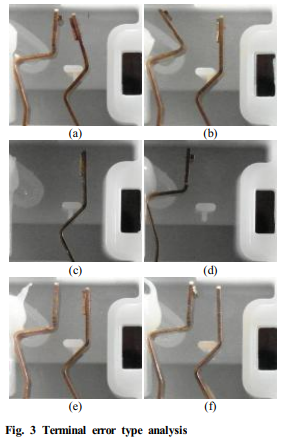 (a)
(b)
(c)
(d)
(e)
(f)
Fig. 3 Terminal error type analysis